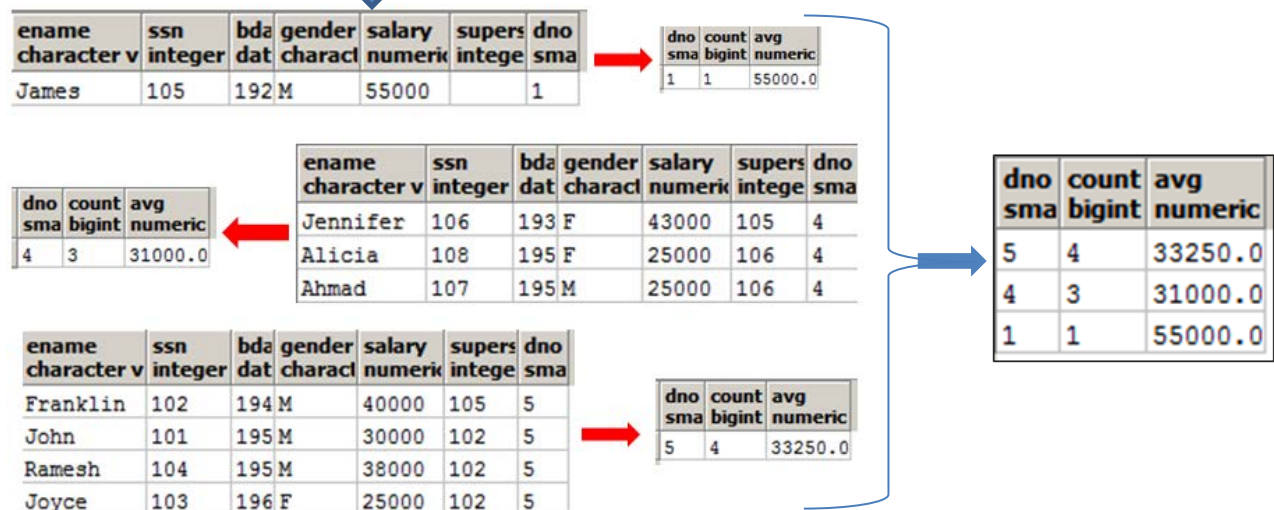 ename ssn bda gender salary supers dno
character v integer dat charact numeric intege sma
James 105 192 M 55000 1
dno count avg
sma bigint numeric
1 1 55000.0
ename ssn bda gender salary supers dno
character v integer dat charact numeric intege sma
Jennifer 106 193 F 43000 105 4
Alicia 108 195 F 25000 106 4
Ahmad 107 195 M 25000 106 4
dno count avg
sma bigint numeric
4 3 31000.0
ename ssn bda gender salary supers dno
character v integer dat charact numeric intege sma
Franklin 102 194 M 40000 105 5
John 101 195 M 30000 102 5
Ramesh 104 195 M 38000 102 5
Joyce 103 196 F 25000 102 5
dno count avg
sma bigint numeric
5 4 33250.0
dno count avg
sma bigint numeric
5 4 33250.0
4 3 31000.0
1 1 55000.0